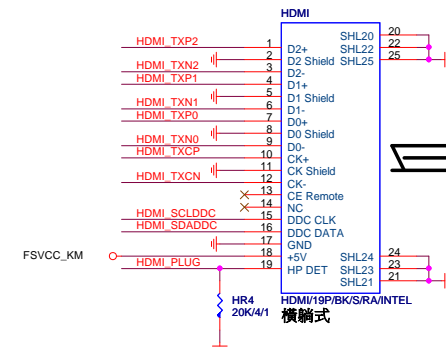 HDMI
HDMI_TXP2 1 D2+ SHL20 20
2 D2 Shield SHL22 22
HDMI_TXN2 3 D2- SHL25 25
HDMI_TXP1 4 D1+
5 D1 Shield
HDMI_TXN1 6 D1-
HDMI_TXP0 7 D0+
8 D0 Shield
HDMI_TXN0 9 D0-
HDMI_TXCP 10 CK+
11 CK Shield
HDMI_TXCN 12 CK-
13 CE Remote
14 NC
HDMI_SCLDDC 15 DDC CLK
HDMI_SDADDC 16 DDC DATA
17 GND
FSVCC_KM 18 +5V SHL24 24
HDMI_PLUG 19 HP DET SHL23 23
SHL21 21
HR4
20K/4/1
HDMI/19P/BK/S/RA/INTEL
橫躺式